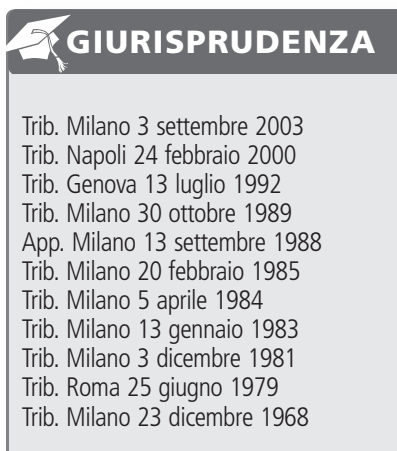 GIURISPRUDENZA
Trib. Milano 3 settembre 2003
Trib. Napoli 24 febbraio 2000
Trib. Genova 13 luglio 1992
Trib. Milano 30 ottobre 1989
App. Milano 13 settembre 1988
Trib. Milano 20 febbraio 1985
Trib. Milano 5 aprile 1984
Trib. Milano 13 gennaio 1983
Trib. Milano 3 dicembre 1981
Trib. Roma 25 giugno 1979
Trib. Milano 23 dicembre 1968